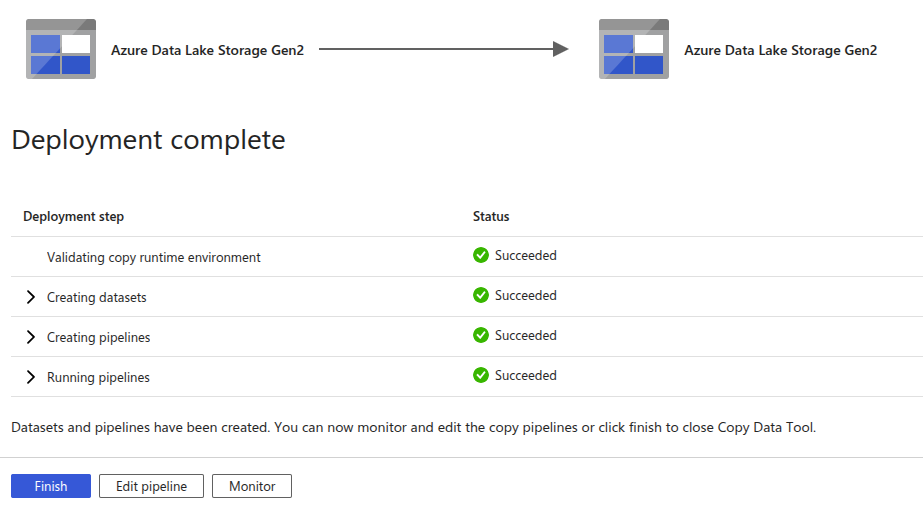 Azure Data Lake Storage Gen2
Azure Data Lake Storage Gen2
Deployment complete
Deployment step
Status
Validating copy runtime environment
Succeeded
Creating datasets
Succeeded
Creating pipelines
Succeeded
Running pipelines
Succeeded
Datasets and pipelines have been created. You can now monitor and edit the copy pipelines or click finish to close Copy Data Tool.
Finish
Edit pipeline
Monitor